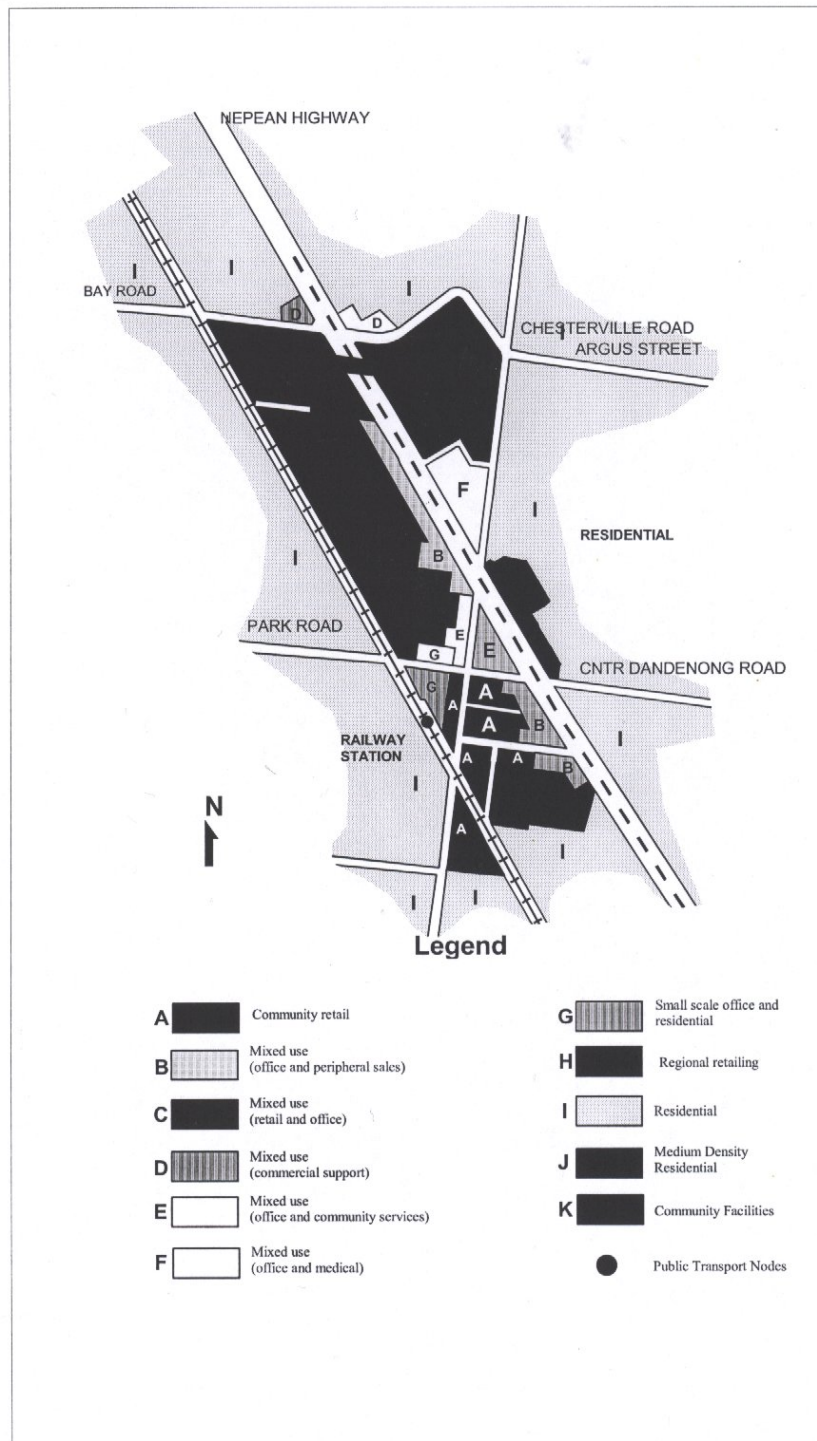 NEPEAN HIGHWAY
I
I
I
BAY ROAD
D
D
CHESTERVILLE ROAD
I
ARGUS STREET
F
I
RESIDENTIAL
B
I
PARK ROAD
E
E
G
CNTR DANDENONG ROAD
G
A
A
A
B
I
RAILWAY
STATION
A
A
B
I
N
A
I
I
I
Legend
A Community retail
B Mixed use
(office and peripheral sales)
C Mixed use
(retail and office)
D Mixed use
(commercial support)
E Mixed use
(office and community services)
F Mixed use
(office and medical)
G Small scale office and
residential
H Regional retailing
I Residential
J Medium Density
Residential
K Community Facilities
Public Transport Nodes